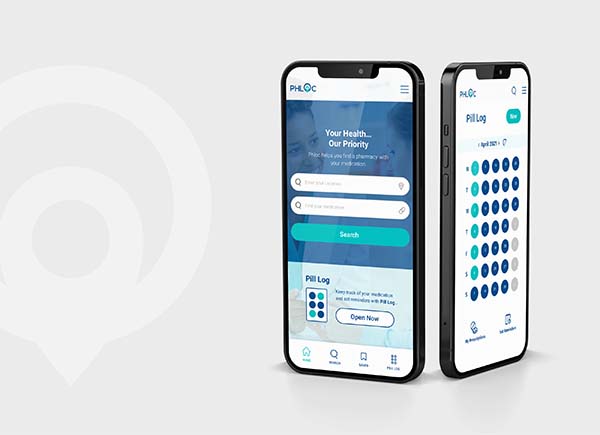 PHLOC
Your Health...
Our Priority
Phloc helps you find a pharmacy with
your medication.
Enter your Location
Find your medication
Search
Pill Log
Keep track of your medication
and set reminders with Pill Log.
Open Now
HOME
SEARCH
SAVED
PILL LOG
PHLOC
Pill Log
New
April 2021
M
T
W
T
F
S
S
My Prescriptions
Set Reminders